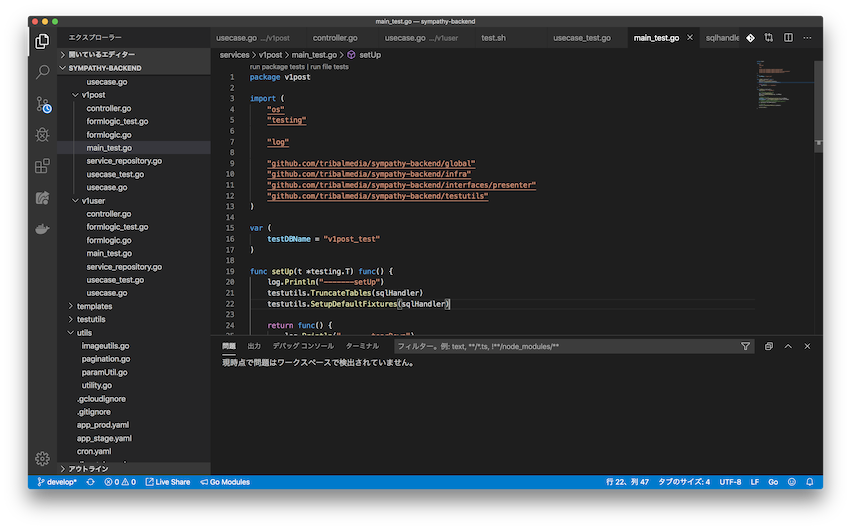 main_test.go — sympathy-backend
エクスプローラー
usecase.go .../v1post
controller.go
usecase.go .../v1user
test.sh
usecase_test.go
main_test.go
sqlhandle
開いているエディター
SYMPATHY-BACKEND
usecase.go
v1post
controller.go
formlogic_test.go
formlogic.go
main_test.go
service_repository.go
usecase_test.go
usecase.go
v1user
controller.go
formlogic_test.go
formlogic.go
main_test.go
service_repository.go
usecase_test.go
usecase.go
templates
testutils
utils
imageutils.go
pagination.go
paramUtil.go
utility.go
.gcloudignore
.gitignore
app_prod.yaml
app_stage.yaml
cron.yaml
アウトライン
services > v1post > main_test.go > setUp
run package tests | run file tests
1 package v1post
2
3 import (
4 "os"
5 "testing"
6
7 "log"
8
9 "github.com/tribalmedia/sympathy-backend/global"
10 "github.com/tribalmedia/sympathy-backend/infra"
11 "github.com/tribalmedia/sympathy-backend/interfaces/presenter"
12 "github.com/tribalmedia/sympathy-backend/testutils"
13 )
14
15 var (
16 testDBName = "v1post_test"
17 )
18
19 func setUp(t *testing.T) func() {
20 log.Println("-------setUp")
21 testutils.TruncateTables(sqlHandler)
22 testutils.SetupDefaultFixtures(sqlHandler)
23
24
25 return func() {
問題 出力 デバッグ コンソール ターミナル フィルター。例: text, **/*.ts, !**/node_modules/**
現時点で問題はワークスペースで検出されていません。
develop* 0 0 Live Share Go Modules 行 22、列 47 タブのサイズ: 4 UTF-8 LF Go